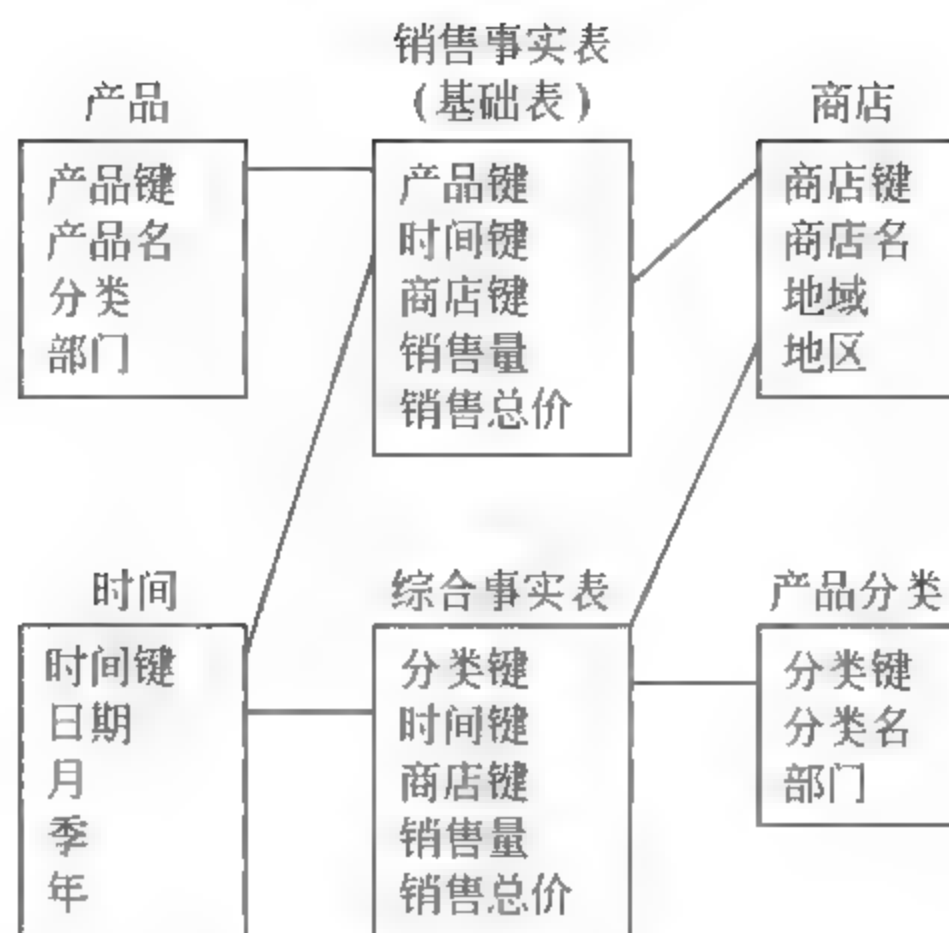 产品
产品键
产品名
分类
部门
销售事实表
(基础表)
产品键
时间键
商店键
销售量
销售总价
商店
商店键
商店名
地域
地区
时间
时间键
日期
月
季
年
综合事实表
分类键
时间键
商店键
销售量
销售总价
产品分类
分类键
分类名
部门